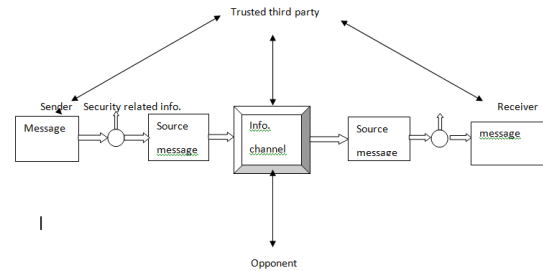 Trusted third party
Sender Security related info. Receiver
Message
Source
message
Info.
channel
Source
message
message
Opponent